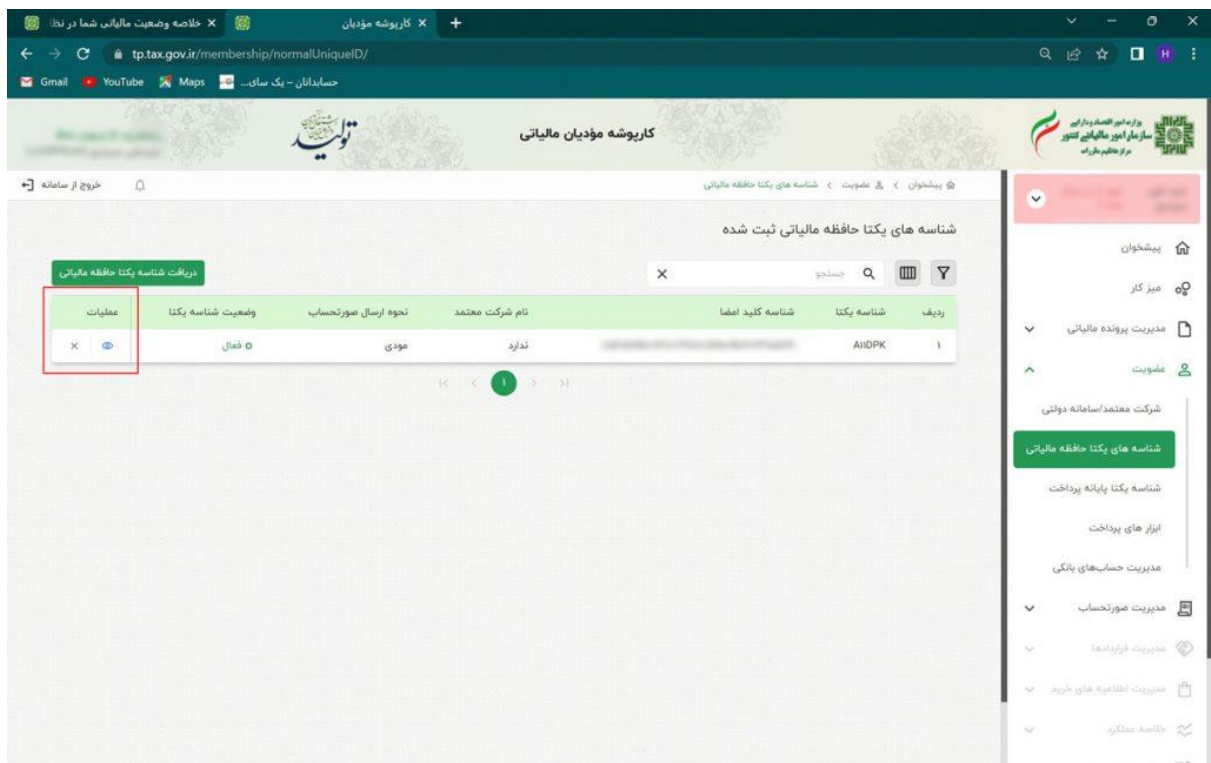 خلاصه وضعیت مالیاتی شما در نظا
کارپوشه مؤدیان
tp.tax.gov.ir/membership/normalUniqueID/
H
Gmail
YouTube
Maps
حسابدانان – یک سای...
وزارت امور اقتصادی و دارایی
سازمان امور مالیاتی کشور
کارپوشه مؤدیان مالیاتی
تولید
خروج از سامانه
پیشخوان
عضویت
شناسه های یکتا حافظه مالیاتی
شناسه های یکتا حافظه مالیاتی ثبت شده
جستجو
دریافت شناسه یکتا حافظه مالیاتی
ردیف
شناسه یکتا
شناسه کلید امضا
نام شرکت معتمد
نحوه ارسال صورتحساب
وضعیت شناسه یکتا
عملیات
۱
A11DPK
ندارد
مودی
فعال
۱
پیشخوان
میز کار
مدیریت پرونده مالیاتی
عضویت
شرکت معتمد/سامانه دولتی
شناسه های یکتا حافظه مالیاتی
شناسه یکتا پایانه پرداخت
ابزار های پرداخت
مدیریت حساب‌های بانکی
مدیریت صورتحساب
مدیریت قراردادها
مدیریت اطلاعیه های خرید
خلاصه عملکرد